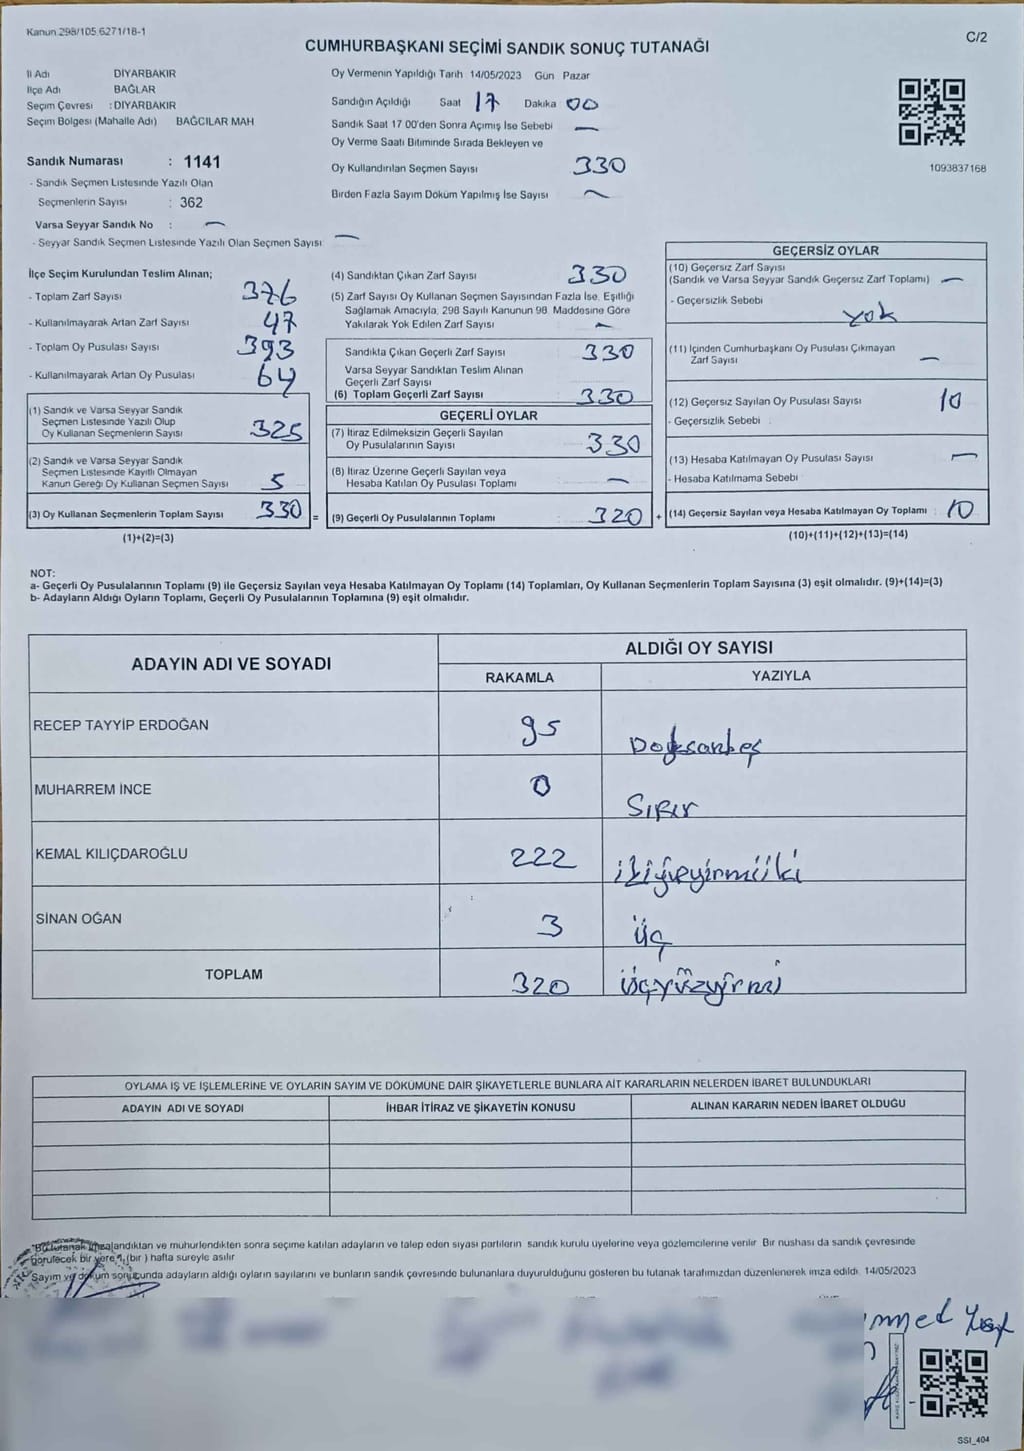 Kanun.298/105.6271/18-1
C/2
CUMHURBAŞKANI SEÇİMİ SANDIK SONUÇ TUTANAĞI
İl Adı DİYARBAKIR
İlçe Adı BAĞLAR
Seçim Çevresi : DİYARBAKIR
Seçim Bölgesi (Mahalle Adı) BAĞCILAR MAH
Sandık Numarası : 1141
- Sandık Seçmen Listesinde Yazılı Olan
Seçmenlerin Sayısı : 362
Varsa Seyyar Sandık No : —
- Seyyar Sandık Seçmen Listesinde Yazılı Olan Seçmen Sayısı —
Oy Vermenin Yapıldığı Tarih 14/05/2023 Gün Pazar
Sandığın Açıldığı Saat 17 Dakika 00
Sandık Saat 17 00'den Sonra Açımış İse Sebebi —
Oy Verme Saati Bitiminde Sırada Bekleyen ve
Oy Kullandırılan Seçmen Sayısı 330
Birden Fazla Sayım Döküm Yapılmış İse Sayısı —
1093837168
İlçe Seçim Kurulundan Teslim Alınan;
- Toplam Zarf Sayısı 376
- Kullanılmayarak Artan Zarf Sayısı 47
- Toplam Oy Pusulası Sayısı 393
- Kullanılmayarak Artan Oy Pusulası 64
(1) Sandık ve Varsa Seyyar Sandık
Seçmen Listesinde Yazılı Olup
Oy Kullanan Seçmenlerin Sayısı 325
(2) Sandık ve Varsa Seyyar Sandık
Seçmen Listesinde Kayıtlı Olmayan
Kanun Gereği Oy Kullanan Seçmen Sayısı 5
(3) Oy Kullanan Seçmenlerin Toplam Sayısı 330 =
(1)+(2)=(3)
(4) Sandıktan Çıkan Zarf Sayısı 330
(5) Zarf Sayısı Oy Kullanan Seçmen Sayısından Fazla İse, Eşitliği
Sağlamak Amacıyla, 298 Sayılı Kanunun 98. Maddesine Göre
Yakılarak Yok Edilen Zarf Sayısı —
Sandıkta Çıkan Geçerli Zarf Sayısı 330
Varsa Seyyar Sandıktan Teslim Alınan
Geçerli Zarf Sayısı
(6) Toplam Geçerli Zarf Sayısı 330
GEÇERLİ OYLAR
(7) İtiraz Edilmeksizin Geçerli Sayılan
Oy Pusulalarının Sayısı 330
(8) İtiraz Üzerine Geçerli Sayılan veya
Hesaba Katılan Oy Pusulası Toplamı —
(9) Geçerli Oy Pusulalarının Toplamı 320 +
GEÇERSİZ OYLAR
(10) Geçersiz Zarf Sayısı
(Sandık ve Varsa Seyyar Sandık Geçersiz Zarf Toplamı) —
- Geçersizlik Sebebi
yok
(11) İçinden Cumhurbaşkanı Oy Pusulası Çıkmayan
Zarf Sayısı —
(12) Geçersiz Sayılan Oy Pusulası Sayısı 10
- Geçersizlik Sebebi :
(13) Hesaba Katılmayan Oy Pusulası Sayısı —
- Hesaba Katılmama Sebebi
(14) Geçersiz Sayılan veya Hesaba Katılmayan Oy Toplamı : 10
(10)+(11)+(12)+(13)=(14)
NOT:
a- Geçerli Oy Pusulalarının Toplamı (9) ile Geçersiz Sayılan veya Hesaba Katılmayan Oy Toplamı (14) Toplamları, Oy Kullanan Seçmenlerin Toplam Sayısına (3) eşit olmalıdır. (9)+(14)=(3)
b- Adayların Aldığı Oyların Toplamı, Geçerli Oy Pusulalarının Toplamına (9) eşit olmalıdır.
ADAYIN ADI VE SOYADI ALDIĞI OY SAYISI
RAKAMLA YAZIYLA
RECEP TAYYİP ERDOĞAN 95 Doksanbeş
MUHARREM İNCE 0 Sıfır
KEMAL KILIÇDAROĞLU 222
SİNAN OĞAN 3 üç
TOPLAM 320 üçyüzyirmi
OYLAMA İŞ VE İŞLEMLERİNE VE OYLARIN SAYIM VE DÖKÜMÜNE DAİR ŞİKAYETLERLE BUNLARA AİT KARARLARIN NELERDEN İBARET BULUNDUKLARI
ADAYIN ADI VE SOYADI İHBAR İTİRAZ VE ŞİKAYETİN KONUSU ALINAN KARARIN NEDEN İBARET OLDUĞU
Bu tutanak imzalandıktan ve mühürlendikten sonra seçime katılan adayların ve talep eden siyasi partilerin sandık kurulu üyelerine veya gözlemcilerine verilir Bir nüshası da sandık çevresinde
görülecek bir yere 1 (bir ) hafta süreyle asılır
Sayım ve döküm sonucunda adayların aldığı oyların sayılarını ve bunların sandık çevresinde bulunanlara duyurulduğunu gösteren bu tutanak tarafımızdan düzenlenerek imza edildi 14/05/2023
SSI_404